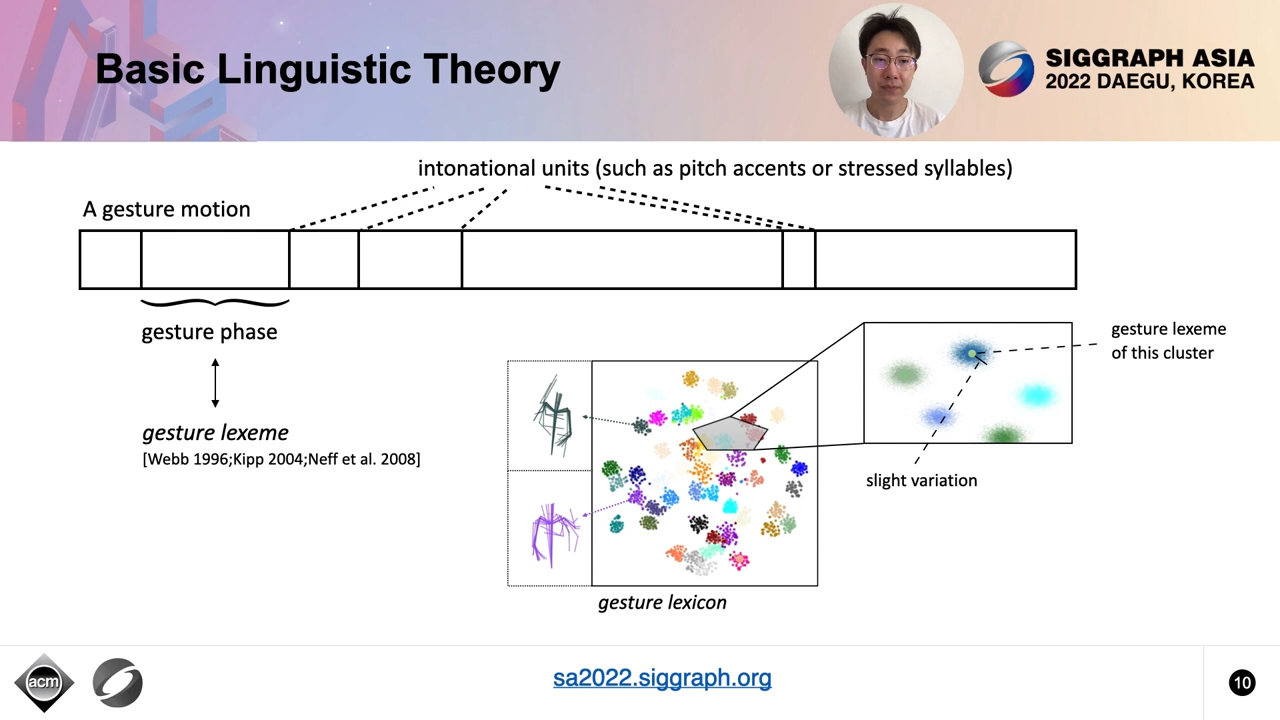 Basic Linguistic Theory
SIGGRAPH ASIA
2022 DAEGU, KOREA
intonational units (such as pitch accents or stressed syllables)
A gesture motion
gesture phase
gesture lexeme
[Webb 1996;Kipp 2004;Neff et al. 2008]
gesture lexeme
of this cluster
slight variation
gesture lexicon
acm
sa2022.siggraph.org
10